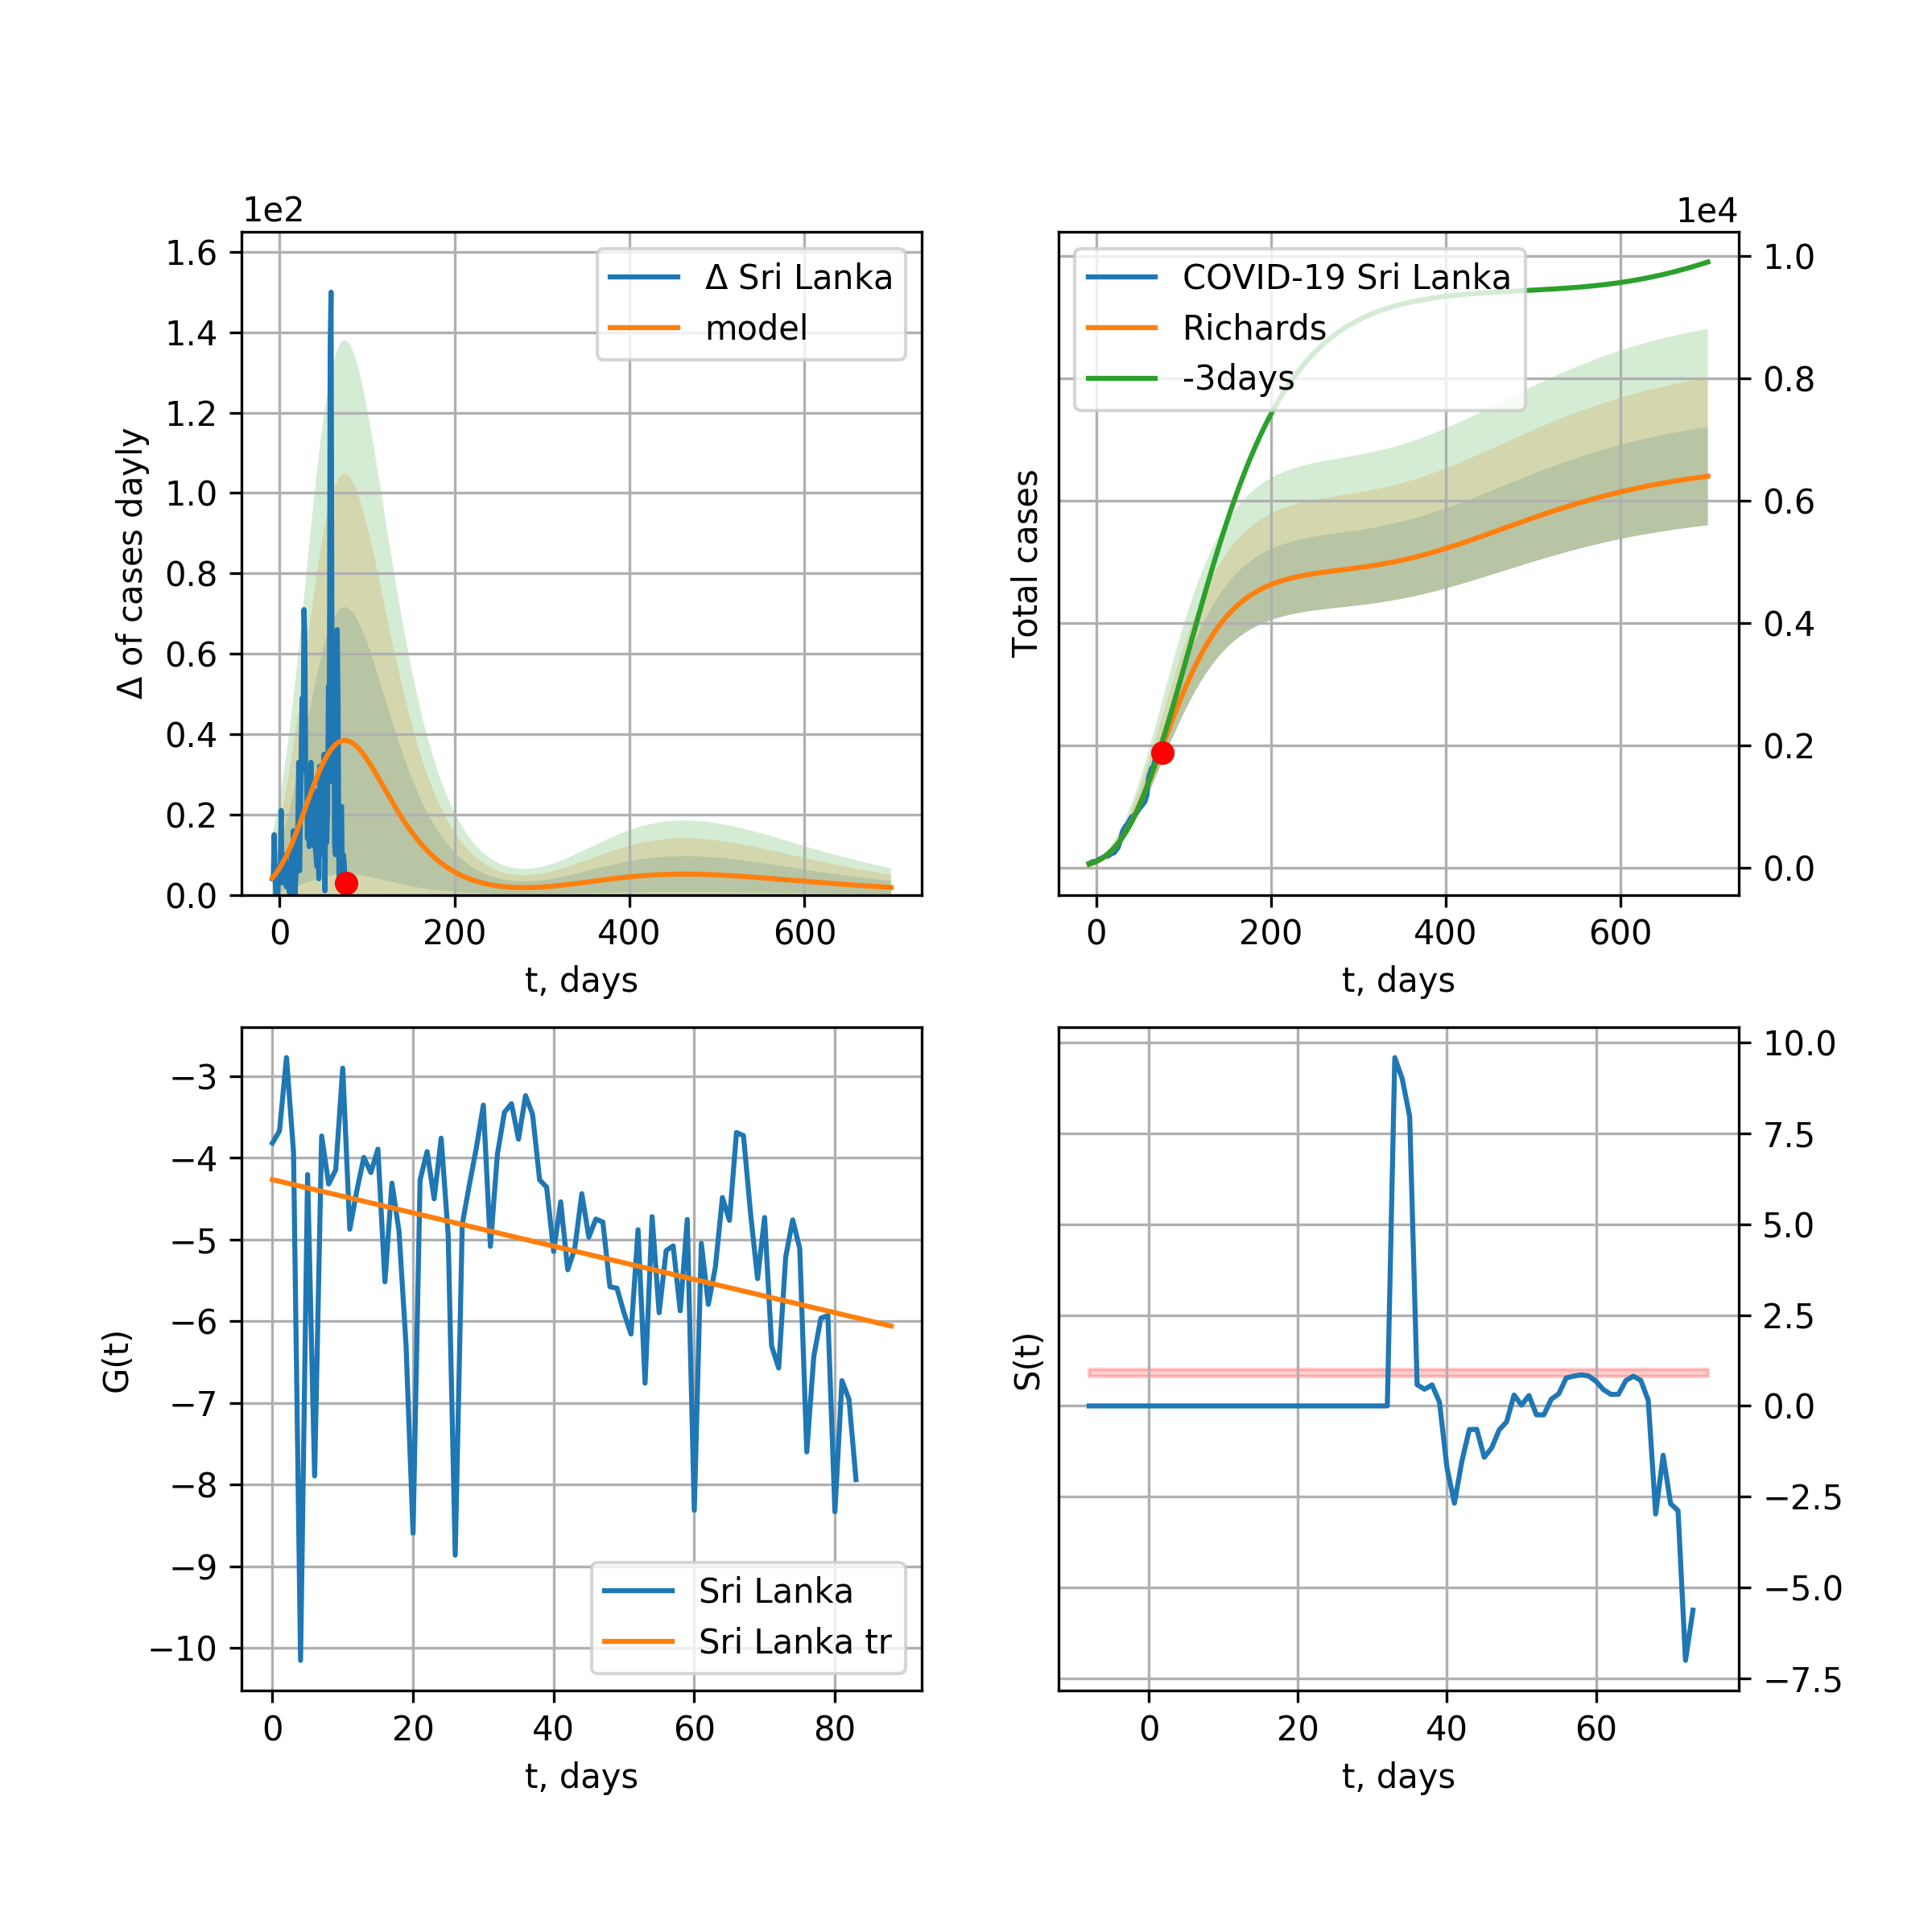 1e2
1.6
1.4
1.2
1.0
0.8
0.6
0.4
0.2
0.0
Δ of cases dayly
0 200 400 600
t, days
Δ Sri Lanka
model
1e4
1.0
0.8
0.6
0.4
0.2
0.0
Total cases
0 200 400 600
t, days
COVID-19 Sri Lanka
Richards
-3days
−3
−4
−5
−6
−7
−8
−9
−10
G(t)
0 20 40 60 80
t, days
Sri Lanka
Sri Lanka tr
10.0
7.5
5.0
2.5
0.0
−2.5
−5.0
−7.5
S(t)
0 20 40 60
t, days